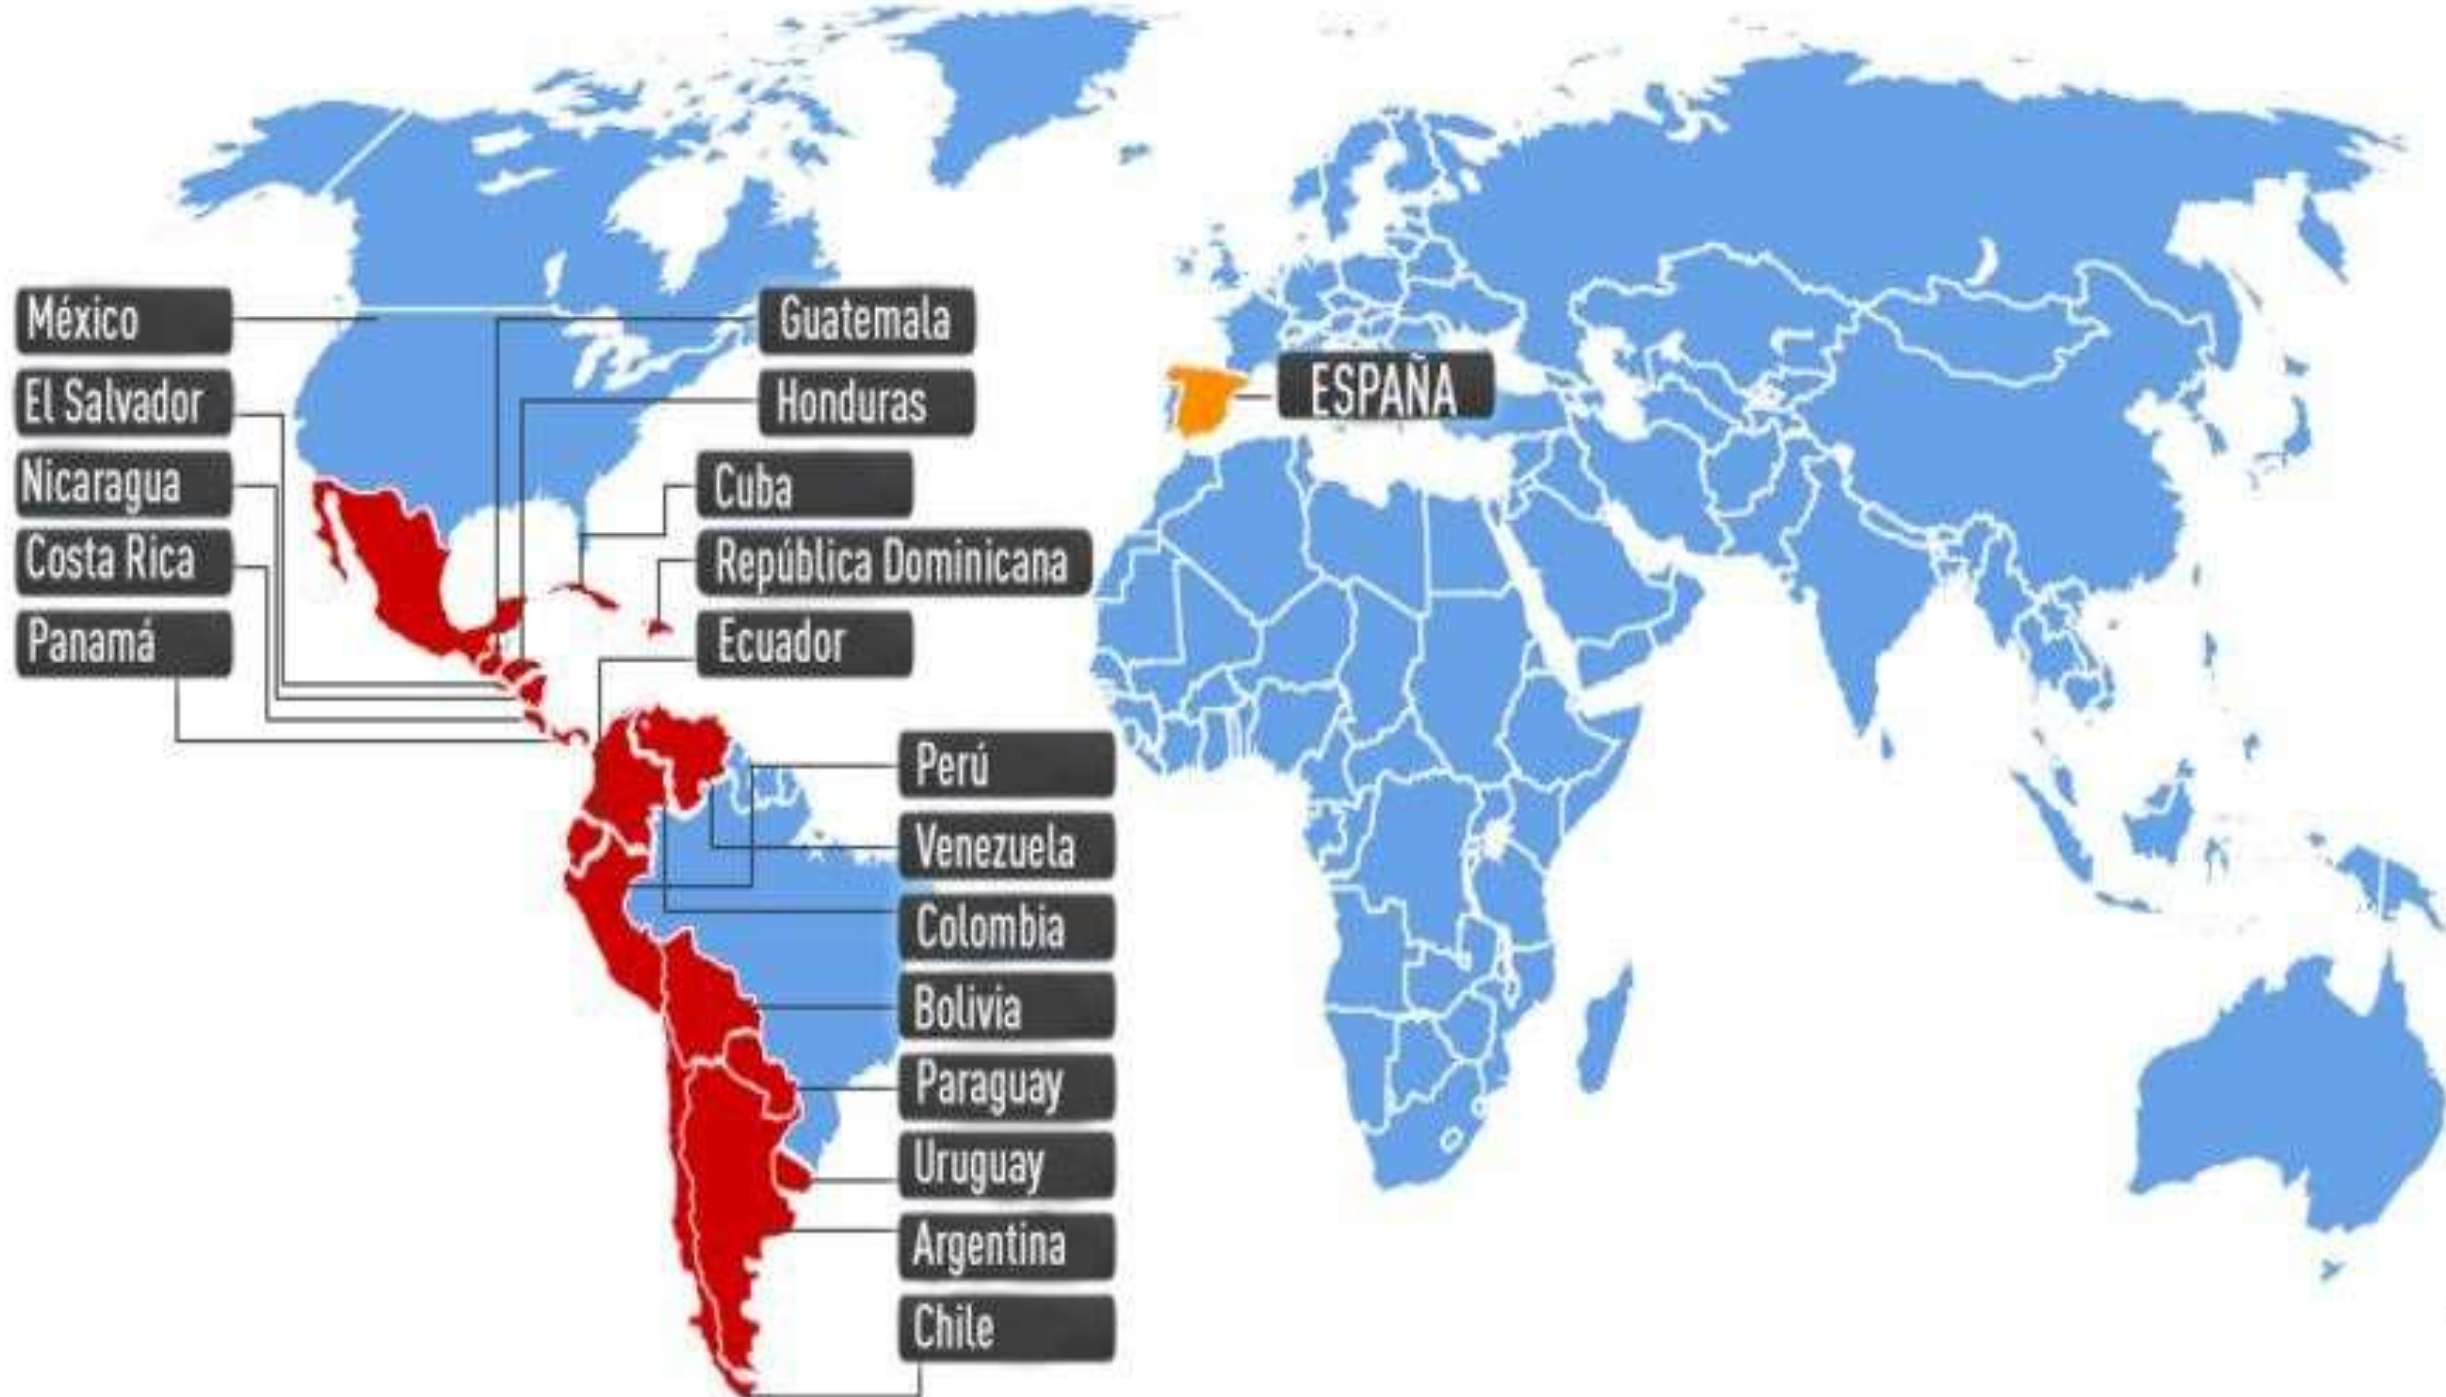 México
El Salvador
Nicaragua
Costa Rica
Panamá
Guatemala
Honduras
Cuba
República Dominicana
Ecuador
ESPAÑA
Perú
Venezuela
Colombia
Bolivia
Paraguay
Uruguay
Argentina
Chile